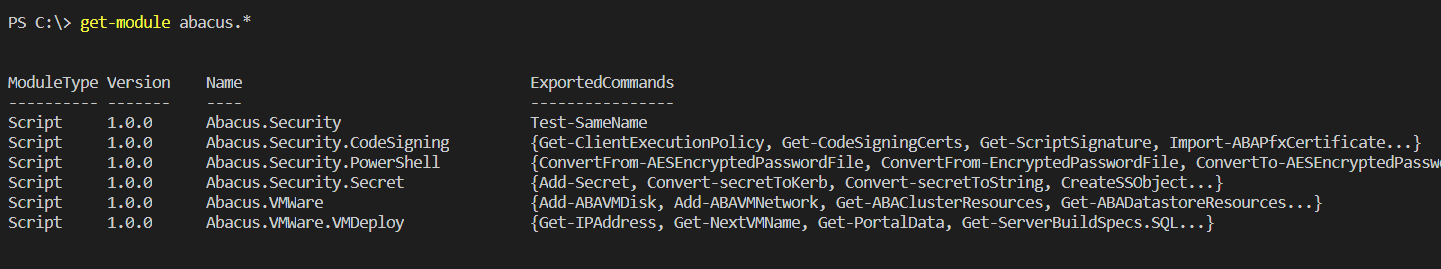 PS C:\> get-module abacus.*
ModuleType Version Name ExportedCommands
---------- ------- ---- ----------------
Script 1.0.0 Abacus.Security Test-SameName
Script 1.0.0 Abacus.Security.CodeSigning {Get-ClientExecutionPolicy, Get-CodeSigningCerts, Get-ScriptSignature, Import-ABAPfxCertificate...}
Script 1.0.0 Abacus.Security.PowerShell {ConvertFrom-AESEncryptedPasswordFile, ConvertFrom-EncryptedPasswordFile, ConvertTo-AESEncryptedPassw
Script 1.0.0 Abacus.Security.Secret {Add-Secret, Convert-secretToKerb, Convert-secretToString, CreateSSObject...}
Script 1.0.0 Abacus.VMWare {Add-ABAVMDisk, Add-ABAVMNetwork, Get-ABAClusterResources, Get-ABADatastoreResources...}
Script 1.0.0 Abacus.VMWare.VMDeploy {Get-IPAddress, Get-NextVMName, Get-PortalData, Get-ServerBuildSpecs.SQL...}